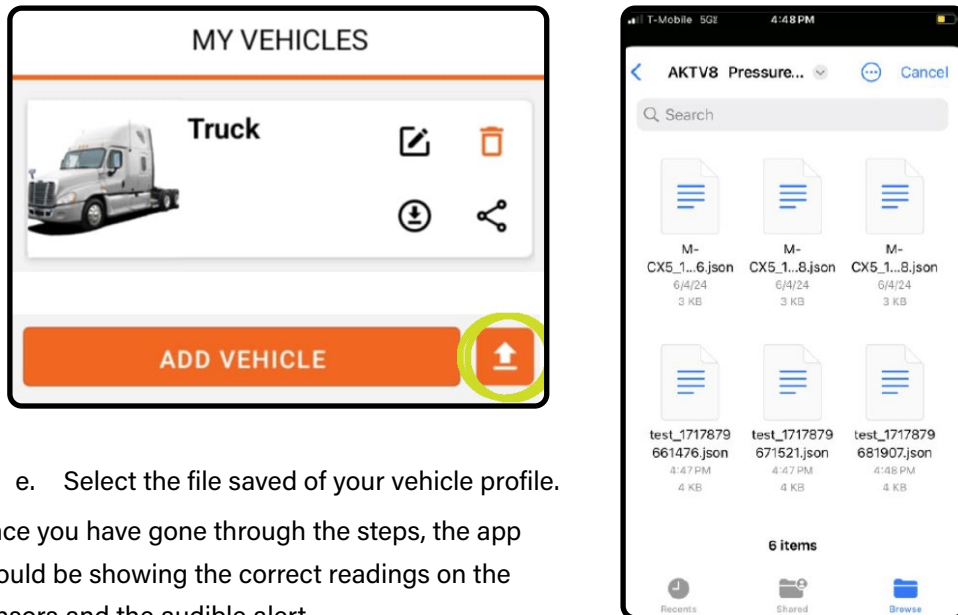 MY VEHICLES
Truck
ADD VEHICLE
e. Select the file saved of your vehicle profile.
you have gone through the steps, the app
be showing the correct readings on the
and the audible alert
T-Mobile 4:48 PM
AKTV8 Pressure... Cancel
Search
M- M- M-
CX5_1...6.json CX5_1...8.json CX5_1...8.json
6/4/24 6/4/24 6/4/24
3 KB 3 KB 3 KB
test_1717879 test_1717879 test_1717879
661476.json 671521.json 681907.json
4:47 PM 4:47 PM 4:48 PM
4 KB 4 KB 4 KB
6 items
Recents Shared Browse